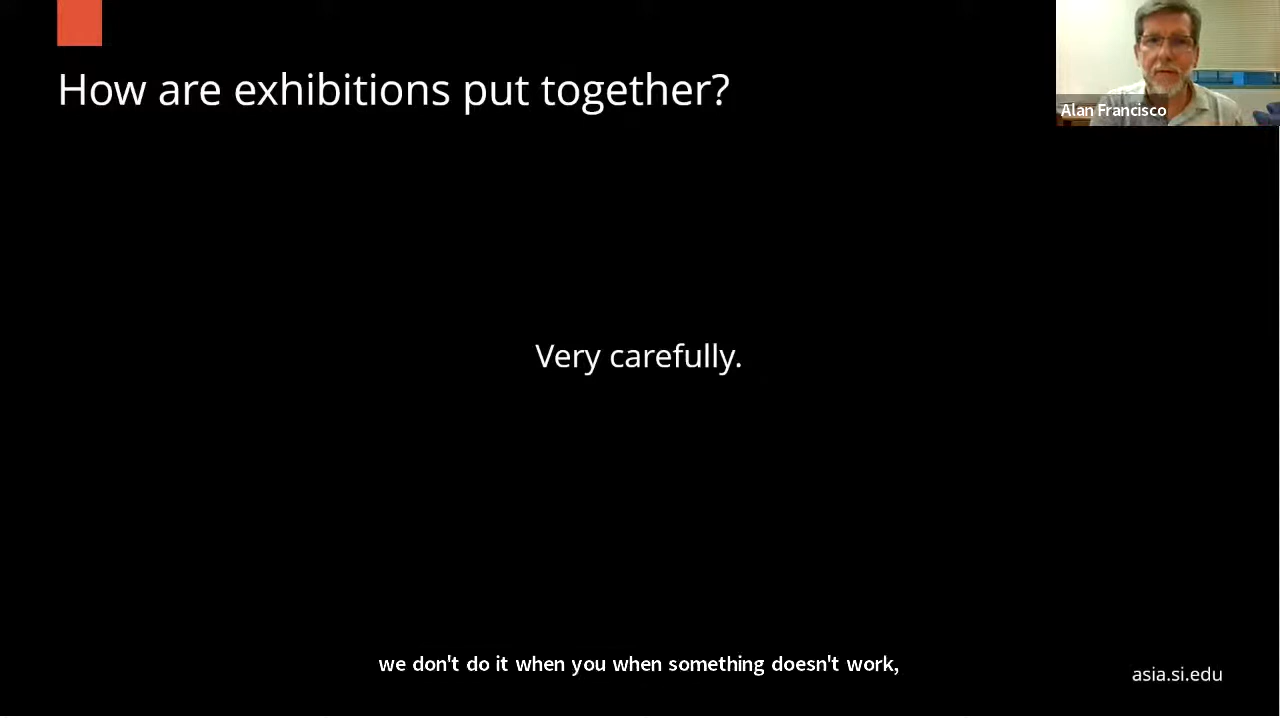 How are exhibitions put together?
Alan Francisco
Very carefully.
we don't do it when you when something doesn't work,
asia.si.edu